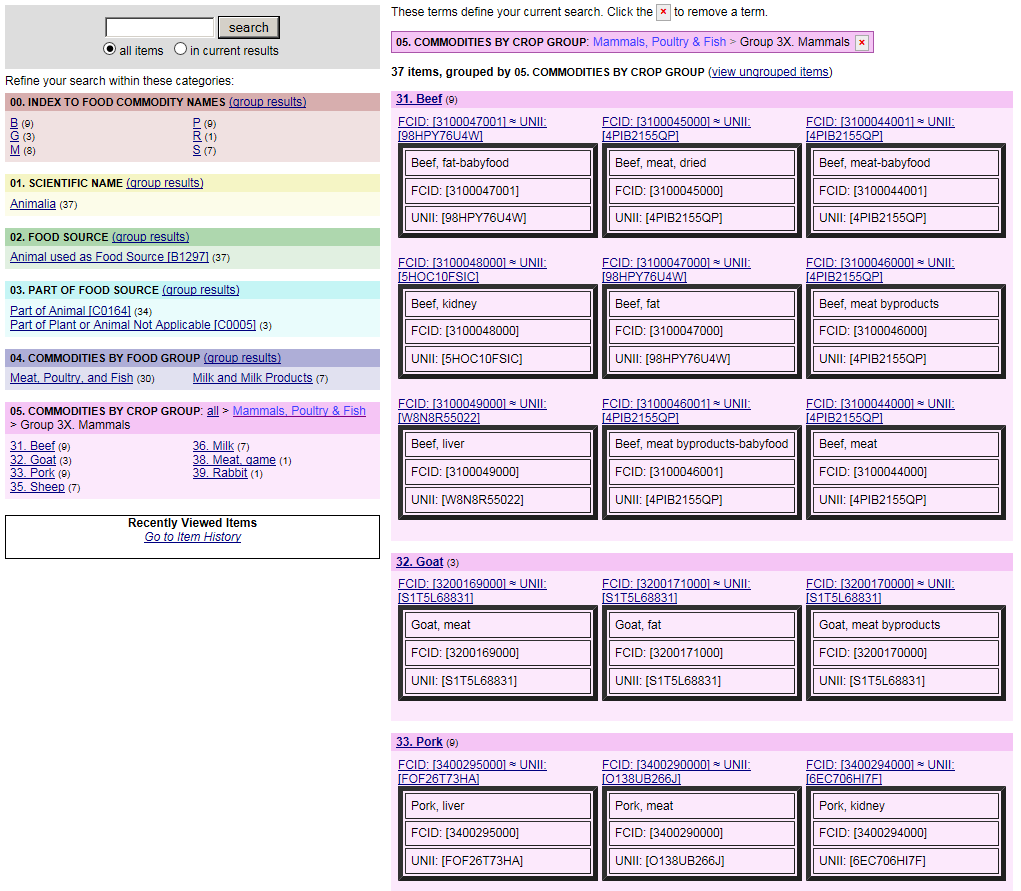 search
all items in current results
Refine your search within these categories:
00. INDEX TO FOOD COMMODITY NAMES (group results)
B (9) P (9)
G (3) R (1)
M (8) S (7)
01. SCIENTIFIC NAME (group results)
Animalia (37)
02. FOOD SOURCE (group results)
Animal used as Food Source [B1297] (37)
03. PART OF FOOD SOURCE (group results)
Part of Animal [C0164] (34)
Part of Plant or Animal Not Applicable [C0005] (3)
04. COMMODITIES BY FOOD GROUP (group results)
Meat, Poultry, and Fish (30) Milk and Milk Products (7)
05. COMMODITIES BY CROP GROUP: all > Mammals, Poultry & Fish
> Group 3X. Mammals
31. Beef (9) 36. Milk (7)
32. Goat (3) 38. Meat, game (1)
33. Pork (9) 39. Rabbit (1)
35. Sheep (7)
Recently Viewed Items
Go to Item History
These terms define your current search. Click the × to remove a term.
05. COMMODITIES BY CROP GROUP: Mammals, Poultry & Fish > Group 3X. Mammals ×
37 items, grouped by 05. COMMODITIES BY CROP GROUP (view ungrouped items)
31. Beef (9)
FCID: [3100047001] ≈ UNII: FCID: [3100045000] ≈ UNII: FCID: [3100044001] ≈ UNII:
[98HPY76U4W] [4PIB2155QP] [4PIB2155QP]
Beef, fat-babyfood Beef, meat, dried Beef, meat-babyfood
FCID: [3100047001] FCID: [3100045000] FCID: [3100044001]
UNII: [98HPY76U4W] UNII: [4PIB2155QP] UNII: [4PIB2155QP]
FCID: [3100048000] ≈ UNII: FCID: [3100047000] ≈ UNII: FCID: [3100046000] ≈ UNII:
[5HOC10FSIC] [98HPY76U4W] [4PIB2155QP]
Beef, kidney Beef, fat Beef, meat byproducts
FCID: [3100048000] FCID: [3100047000] FCID: [3100046000]
UNII: [5HOC10FSIC] UNII: [98HPY76U4W] UNII: [4PIB2155QP]
FCID: [3100049000] ≈ UNII: FCID: [3100046001] ≈ UNII: FCID: [3100044000] ≈ UNII:
[W8N8R55022] [4PIB2155QP] [4PIB2155QP]
Beef, liver Beef, meat byproducts-babyfood Beef, meat
FCID: [3100049000] FCID: [3100046001] FCID: [3100044000]
UNII: [W8N8R55022] UNII: [4PIB2155QP] UNII: [4PIB2155QP]
32. Goat (3)
FCID: [3200169000] ≈ UNII: FCID: [3200171000] ≈ UNII: FCID: [3200170000] ≈ UNII:
[S1T5L68831] [S1T5L68831] [S1T5L68831]
Goat, meat Goat, fat Goat, meat byproducts
FCID: [3200169000] FCID: [3200171000] FCID: [3200170000]
UNII: [S1T5L68831] UNII: [S1T5L68831] UNII: [S1T5L68831]
33. Pork (9)
FCID: [3400295000] ≈ UNII: FCID: [3400290000] ≈ UNII: FCID: [3400294000] ≈ UNII:
[FOF26T73HA] [O138UB266J] [6EC706HI7F]
Pork, liver Pork, meat Pork, kidney
FCID: [3400295000] FCID: [3400290000] FCID: [3400294000]
UNII: [FOF26T73HA] UNII: [O138UB266J] UNII: [6EC706HI7F]